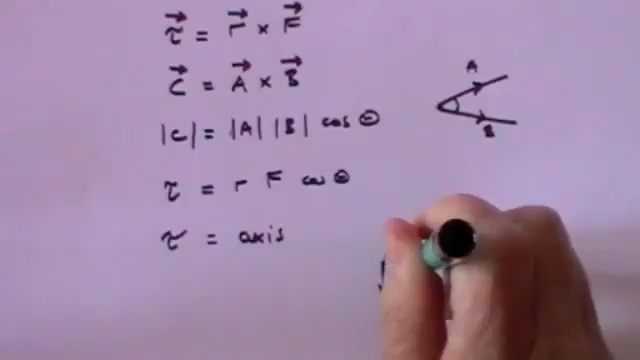 τ⃗ = r⃗ × F⃗
C⃗ = A⃗ × B⃗
|C| = |A| |B| cos θ
τ = r F cos θ
τ = axis
A
B